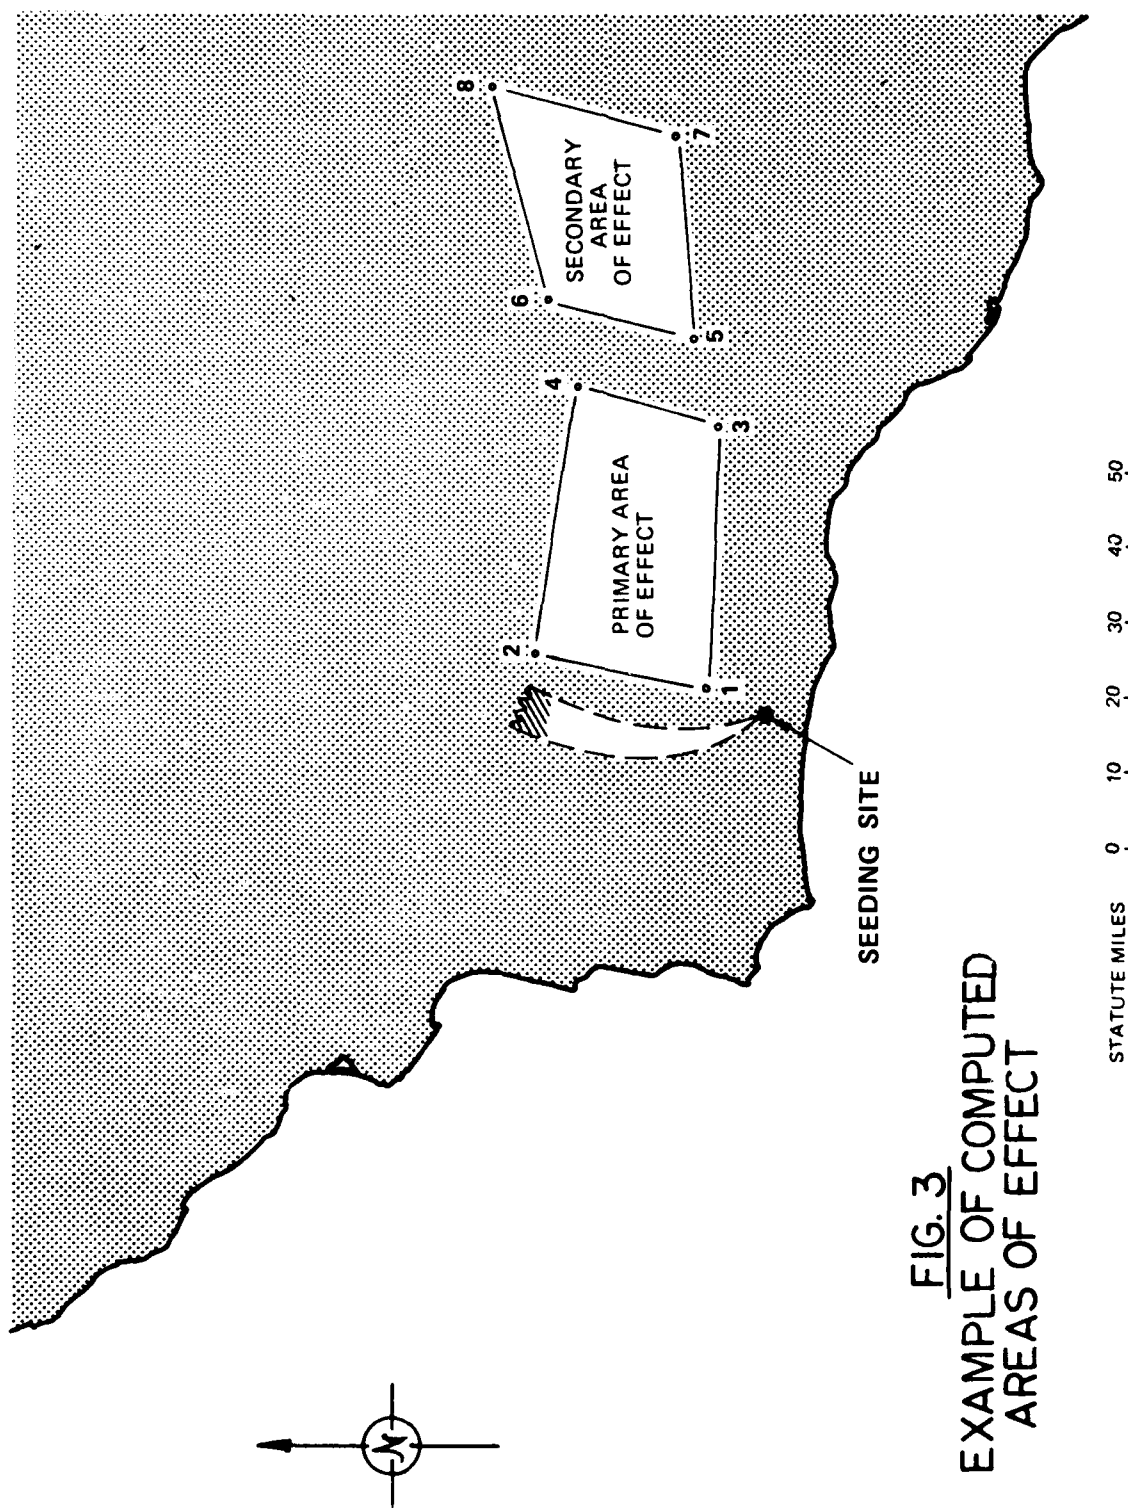 8
6
SECONDARY
AREA
OF EFFECT
7
5
4
2
PRIMARY AREA
OF EFFECT
3
1
SEEDING SITE
N
FIG. 3
EXAMPLE OF COMPUTED
AREAS OF EFFECT
STATUTE MILES 0 10 20 30 40 50